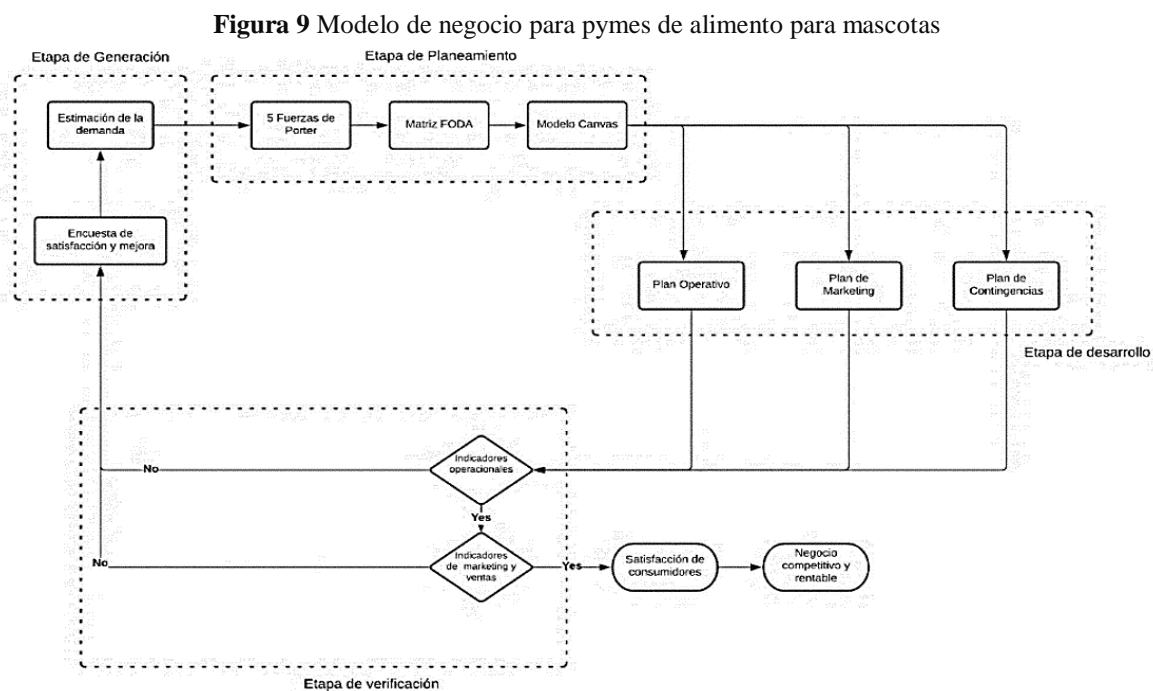 Figura 9 Modelo de negocio para pymes de alimento para mascotas
Etapa de Generación
Etapa de Planeamiento
Estimación de la
demanda
5 Fuerzas de
Porter
Matriz FODA
Modelo Canvas
Encuesta de
satisfacción y mejora
Plan Operativo
Plan de
Marketing
Plan de
Contingencias
Etapa de desarrollo
Indicadores
operacionales
No
Yes
Indicadores
de marketing y
ventas
No
Yes
Satisfacción de
consumidores
Negocio
competitivo y
rentable
Etapa de verificación